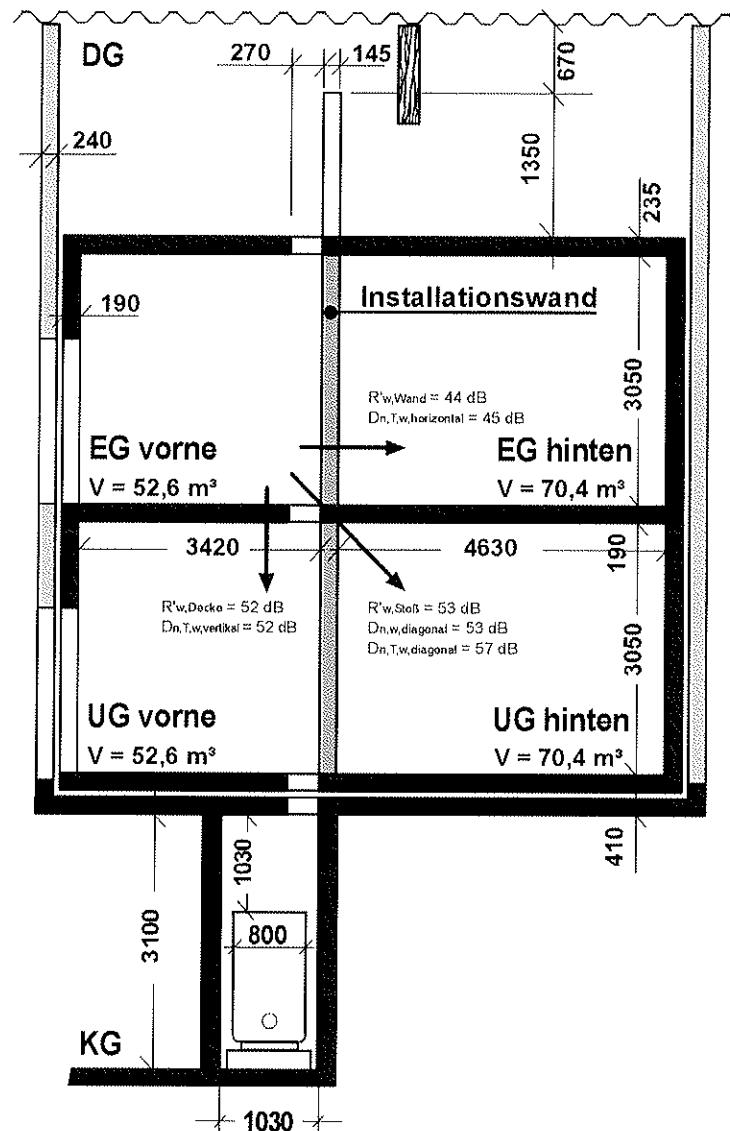 DG
270
145
670
240
1350
235
190
Installationswand
3050
R'w,Wand = 44 dB
Dn,T,w,horizontal = 45 dB
EG vorne
V = 52,6 m³
EG hinten
V = 70,4 m³
3420
4630
190
R'w,Decke = 52 dB
Dn,T,w,vertikal = 52 dB
R'w,Stoß = 53 dB
Dn,w,diagonal = 53 dB
Dn,T,w,diagonal = 57 dB
3050
UG vorne
V = 52,6 m³
UG hinten
V = 70,4 m³
410
1030
3100
800
KG
1030